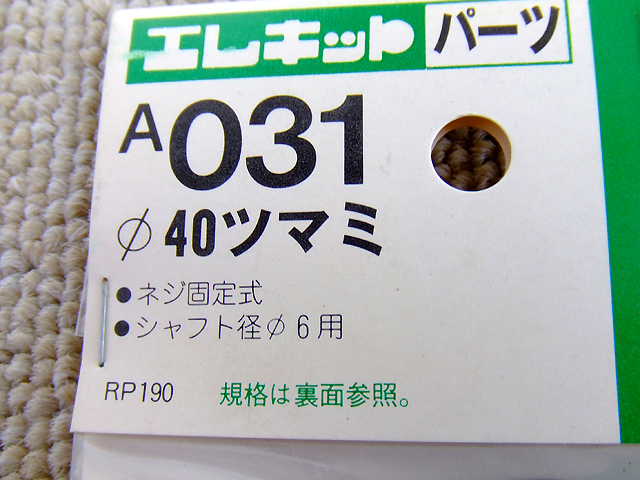 エレキット パーツ
A031
φ40ツマミ
●ネジ固定式
●シャフト径φ6用
RP190 規格は裏面参照。